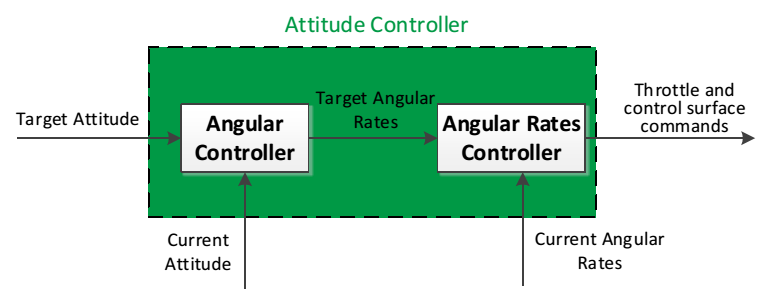 Attitude Controller
Target Attitude
Angular
Controller
Target Angular
Rates
Angular Rates
Controller
Throttle and
control surface
commands
Current
Attitude
Current Angular
Rates